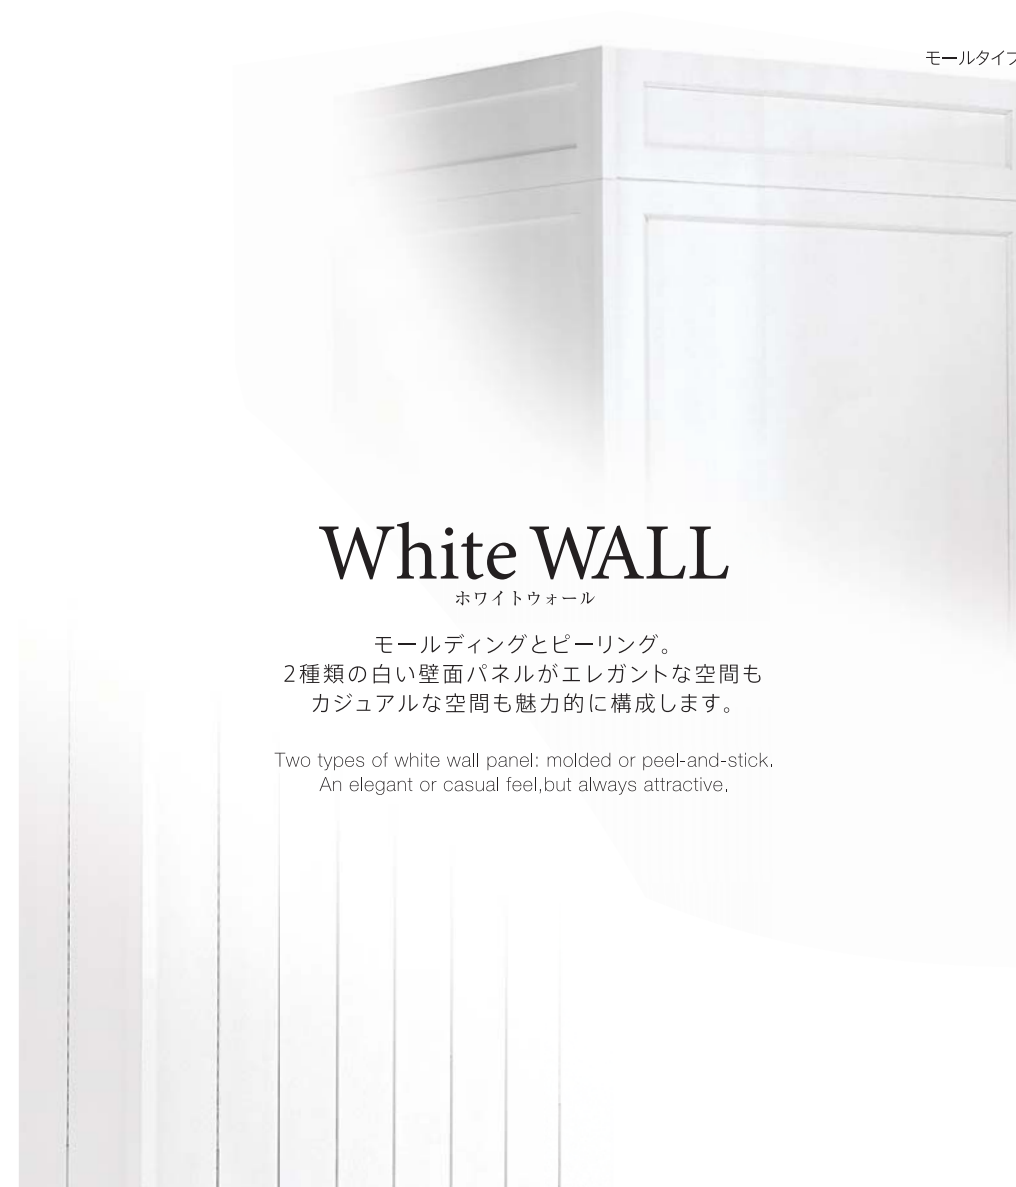 モールタイプ
White WALL
ホワイトウォール
モールディングとピーリング。
2種類の白い壁面パネルがエレガントな空間も
カジュアルな空間も魅力的に構成します。
Two types of white wall panel: molded or peel-and-stick.
An elegant or casual feel,but always attractive.